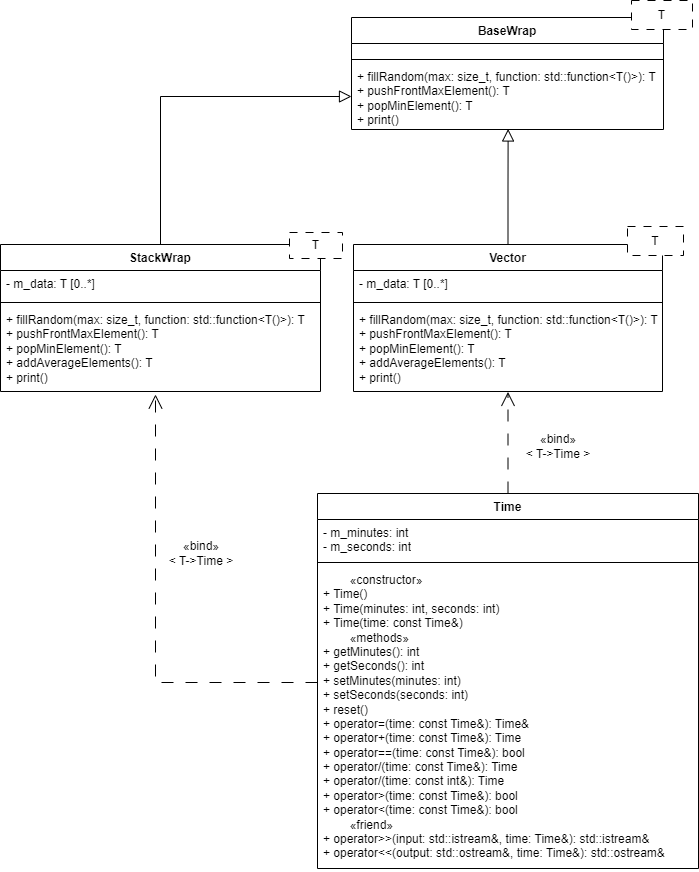 T
BaseWrap
+ fillRandom(max: size_t, function: std::function<T()>): T
+ pushFrontMaxElement(): T
+ popMinElement(): T
+ print()
T
StackWrap
- m_data: T [0..*]
+ fillRandom(max: size_t, function: std::function<T()>): T
+ pushFrontMaxElement(): T
+ popMinElement(): T
+ addAverageElements(): T
+ print()
T
Vector
- m_data: T [0..*]
+ fillRandom(max: size_t, function: std::function<T()>): T
+ pushFrontMaxElement(): T
+ popMinElement(): T
+ addAverageElements(): T
+ print()
«bind»
< T->Time >
«bind»
< T->Time >
Time
- m_minutes: int
- m_seconds: int
«constructor»
+ Time()
+ Time(minutes: int, seconds: int)
+ Time(time: const Time&)
«methods»
+ getMinutes(): int
+ getSeconds(): int
+ setMinutes(minutes: int)
+ setSeconds(seconds: int)
+ reset()
+ operator=(time: const Time&): Time&
+ operator+(time: const Time&): Time
+ operator==(time: const Time&): bool
+ operator/(time: const Time&): Time
+ operator/(time: const int&): Time
+ operator>(time: const Time&): bool
+ operator<(time: const Time&): bool
«friend»
+ operator>>(input: std::istream&, time: Time&): std::istream&
+ operator<<(output: std::ostream&, time: Time&): std::ostream&